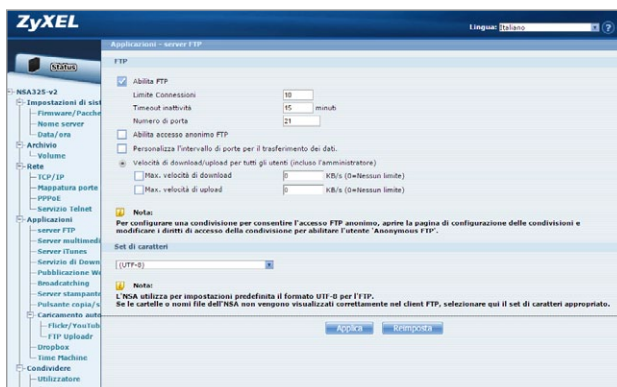 ZyXEL
Lingua: Italiano
Status
Applicazioni - server FTP
NSA325-v2
Impostazioni di sist
Firmware/Pacche
Nome server
Data/ora
Archivio
Volume
Rete
TCP/IP
Mappatura porte
PPPoE
Servizio Telnet
Applicazioni
server FTP
Server multimedi
Server iTunes
Servizio di Down
Pubblicazione We
Broadcatching
Server stampante
Pulsante copia/s
Caricamento auto
Flickr/YouTub
FTP Uploadr
Dropbox
Time Machine
Condividere
Utilizzatore
FTP
Abilita FTP
Limite Connessioni 10
Timeout inattività 15 minuti
Numero di porta 21
Abilita accesso anonimo FTP
Personalizza l'intervallo di porte per il trasferimento dei dati.
Velocità di download/upload per tutti gli utenti (incluso l'amministratore)
Max. velocità di download 0 KB/s (0=Nessun limite)
Max. velocità di upload 0 KB/s (0=Nessun limite)
Nota:
Per configurare una condivisione per consentire l'accesso FTP anonimo, aprire la pagina di configurazione delle condivisioni e
modificare i diritti di accesso della condivisione per abilitare l'utente 'Anonymous FTP'.
Set di caratteri
(UTF-8)
Nota:
L'NSA utilizza per impostazioni predefinita il formato UTF-8 per l'FTP.
Se le cartelle o nomi file dell'NSA non vengono visualizzati correttamente nel client FTP, selezionare qui il set di caratteri appropriato.
Applica
Reimposta